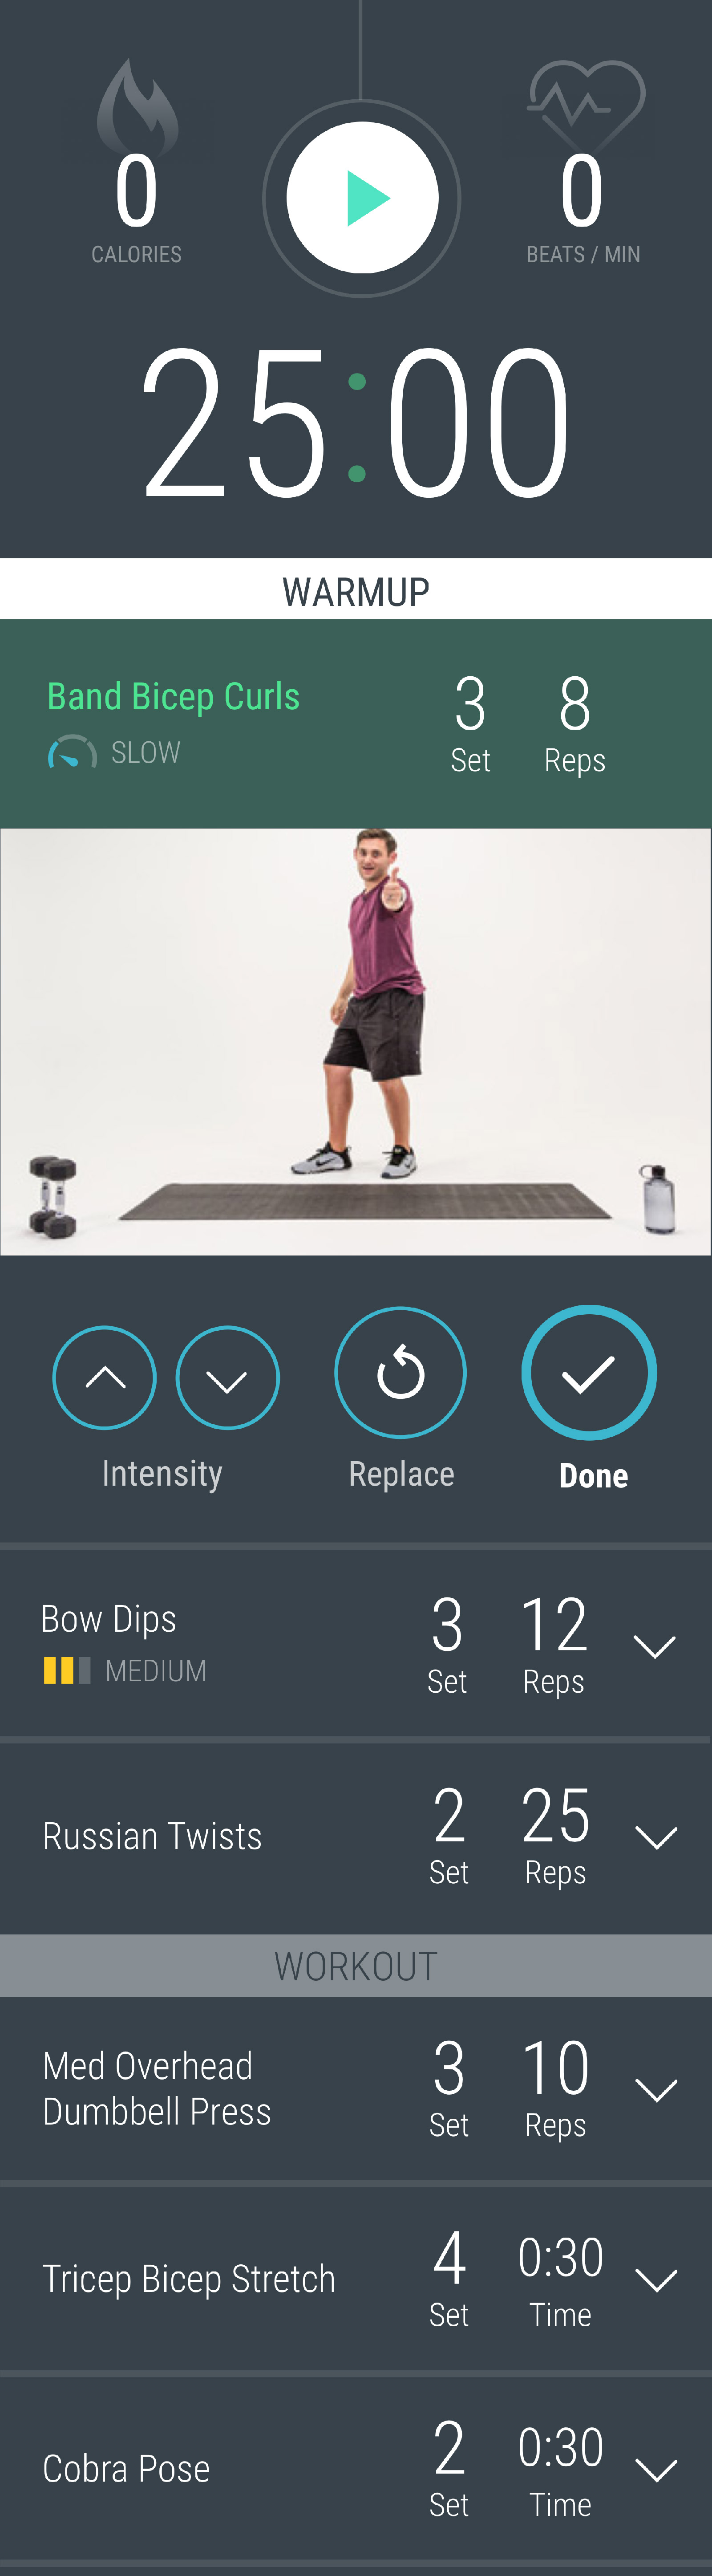 0
CALORIES
0
BEATS / MIN
25:00
WARMUP
Band Bicep Curls
SLOW
3
Set
8
Reps
Intensity
Replace
Done
Bow Dips
MEDIUM
3
Set
12
Reps
Russian Twists
2
Set
25
Reps
WORKOUT
Med Overhead
Dumbbell Press
3
Set
10
Reps
Tricep Bicep Stretch
4
Set
0:30
Time
Cobra Pose
2
Set
0:30
Time